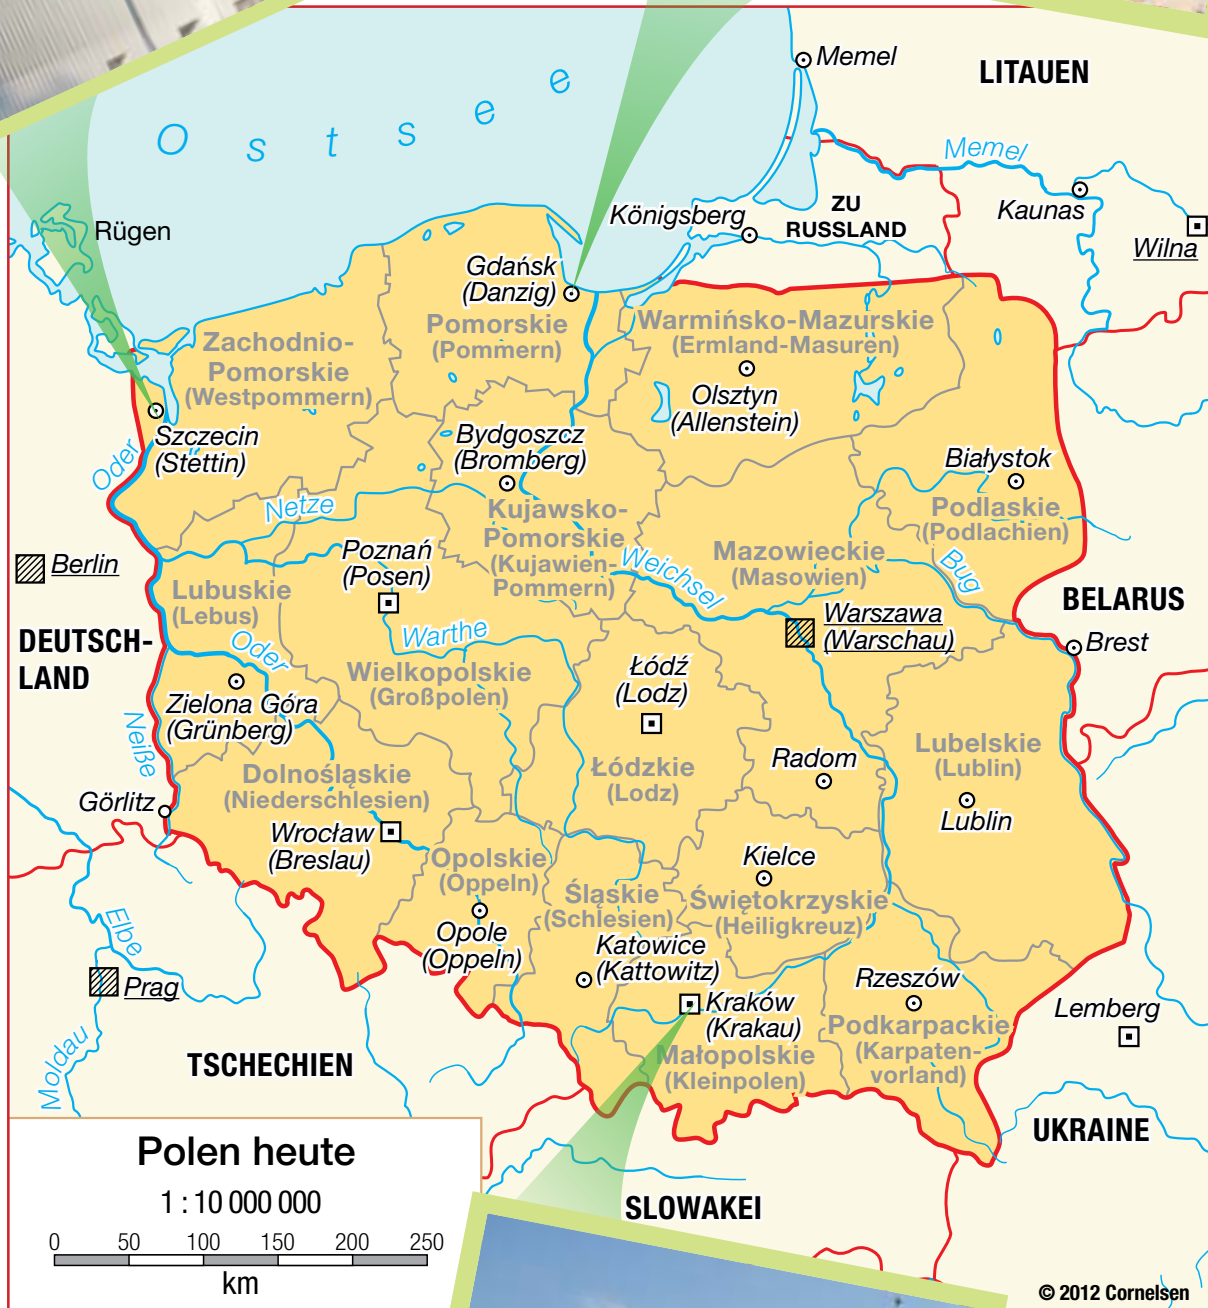 Memel
LITAUEN
Ostsee
Memel
Kaunas
Wilna
ZU
RUSSLAND
Königsberg
Rügen
Gdańsk
(Danzig)
Pomorskie
(Pommern)
Warmińsko-Mazurskie
(Ermland-Masuren)
Zachodnio-
Pomorskie
(Westpommern)
Olsztyn
(Allenstein)
Szczecin
(Stettin)
Oder
Bydgoszcz
(Bromberg)
Białystok
Podlaskie
(Podlachien)
Netze
Kujawsko-
Pomorskie
(Kujawien-
Pommern)
Poznań
(Posen)
Weichsel
Mazowieckie
(Masowien)
Bug
Berlin
Lubuskie
(Lebus)
BELARUS
Warszawa
(Warschau)
Brest
DEUTSCH-
LAND
Oder
Warthe
Wielkopolskie
(Großpolen)
Łódź
(Lodz)
Zielona Góra
(Grünberg)
Neiße
Dolnośląskie
(Niederschlesien)
Łódzkie
(Lodz)
Radom
Lubelskie
(Lublin)
Lublin
Görlitz
Wrocław
(Breslau)
Opolskie
(Oppeln)
Opole
(Oppeln)
Śląskie
(Schlesien)
Kielce
Świętokrzyskie
(Heiligkreuz)
Katowice
(Kattowitz)
Elbe
Prag
Moldau
TSCHECHIEN
Kraków
(Krakau)
Małopolskie
(Kleinpolen)
Rzeszów
Podkarpackie
(Karpaten-
vorland)
Lemberg
UKRAINE
SLOWAKEI
Polen heute
1 : 10 000 000
0 50 100 150 200 250
km
© 2012 Cornelsen